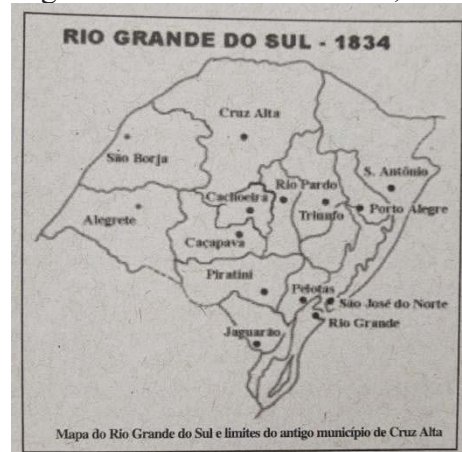 RIO GRANDE DO SUL - 1834
Cruz Alta
São Borja
S. Antônio
Rio Pardo
Cachoeira
Triunfo
Porto Alegre
Alegrete
Caçapava
Piratini
Pelotas
São José do Norte
Rio Grande
Jaguarão
Mapa do Rio Grande do Sul e limites do antigo município de Cruz Alta